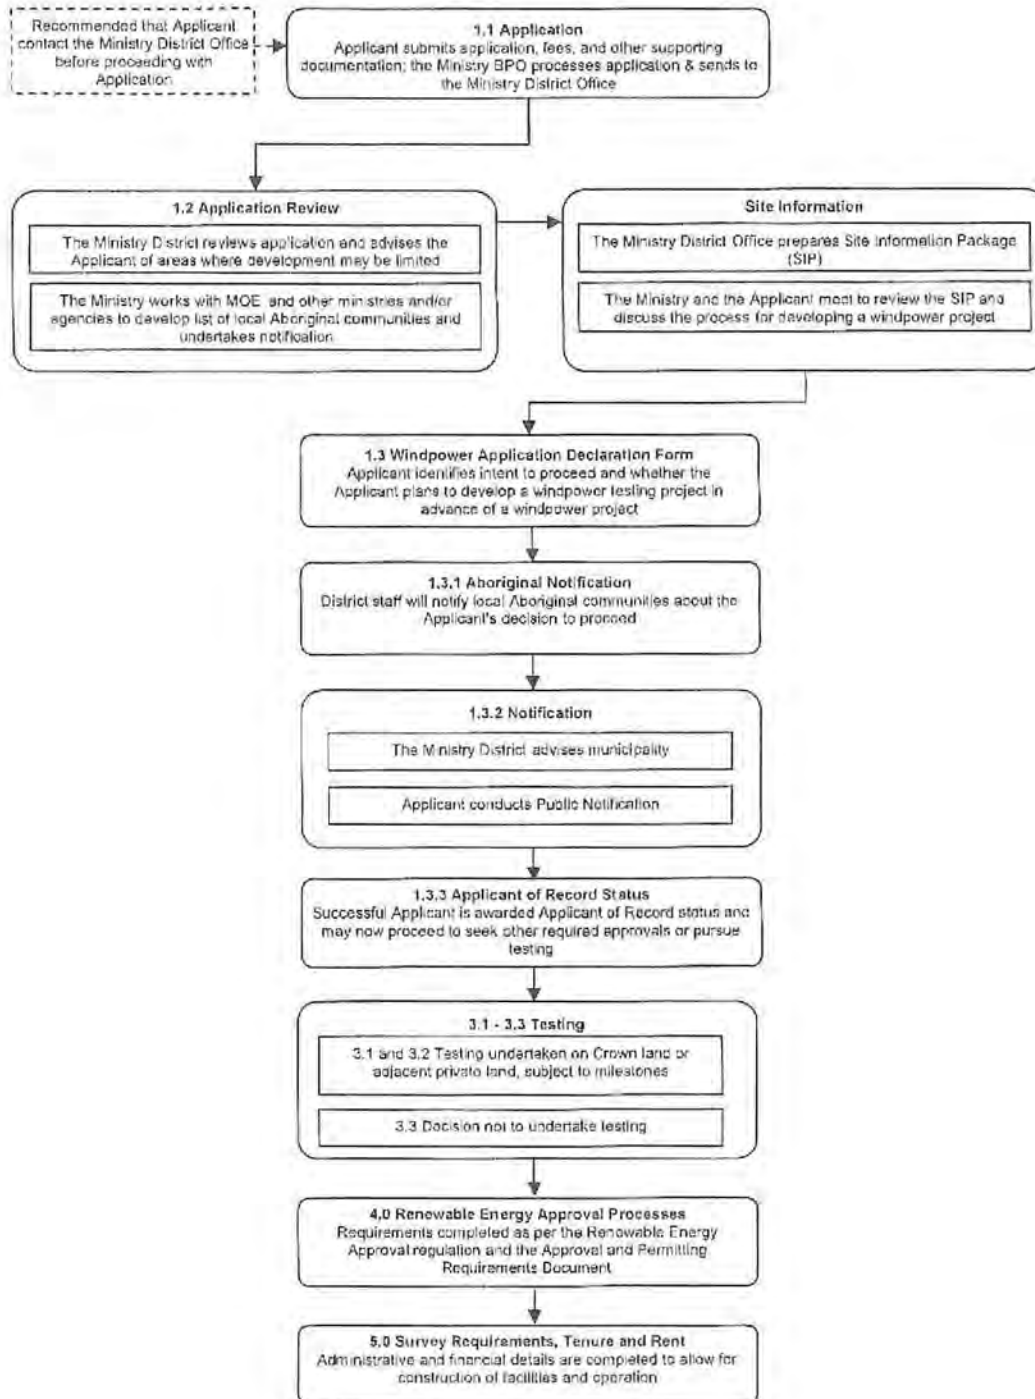 Recommended that Applicant
contact the Ministry District Office
before proceeding with
Application
1.1 Application
Applicant submits application, fees, and other supporting
documentation; the Ministry BPO processes application & sends to
the Ministry District Office
1.2 Application Review
The Ministry District reviews application and advises the
Applicant of areas where development may be limited
The Ministry works with MOE and other ministries and/or
agencies to develop list of local Aboriginal communities and
undertakes notification
Site Information
The Ministry District Office prepares Site Information Package
(SIP)
The Ministry and the Applicant meet to review the SIP and
discuss the process for developing a windpower project
1.3 Windpower Application Declaration Form
Applicant identifies intent to proceed and whether the
Applicant plans to develop a windpower testing project in
advance of a windpower project
1.3.1 Aboriginal Notification
District staff will notify local Aboriginal communities about the
Applicant's decision to proceed
1.3.2 Notification
The Ministry District advises municipality
Applicant conducts Public Notification
1.3.3 Applicant of Record Status
Successful Applicant is awarded Applicant of Record status and
may now proceed to seek other required approvals or pursue
testing
3.1 - 3.3 Testing
3.1 and 3.2 Testing undertaken on Crown land or
adjacent private land, subject to milestones
3.3 Decision not to undertake testing
4.0 Renewable Energy Approval Processes
Requirements completed as per the Renewable Energy
Approval regulation and the Approval and Permitting
Requirements Document
5.0 Survey Requirements, Tenure and Rent
Administrative and financial details are completed to allow for
construction of facilities and operation